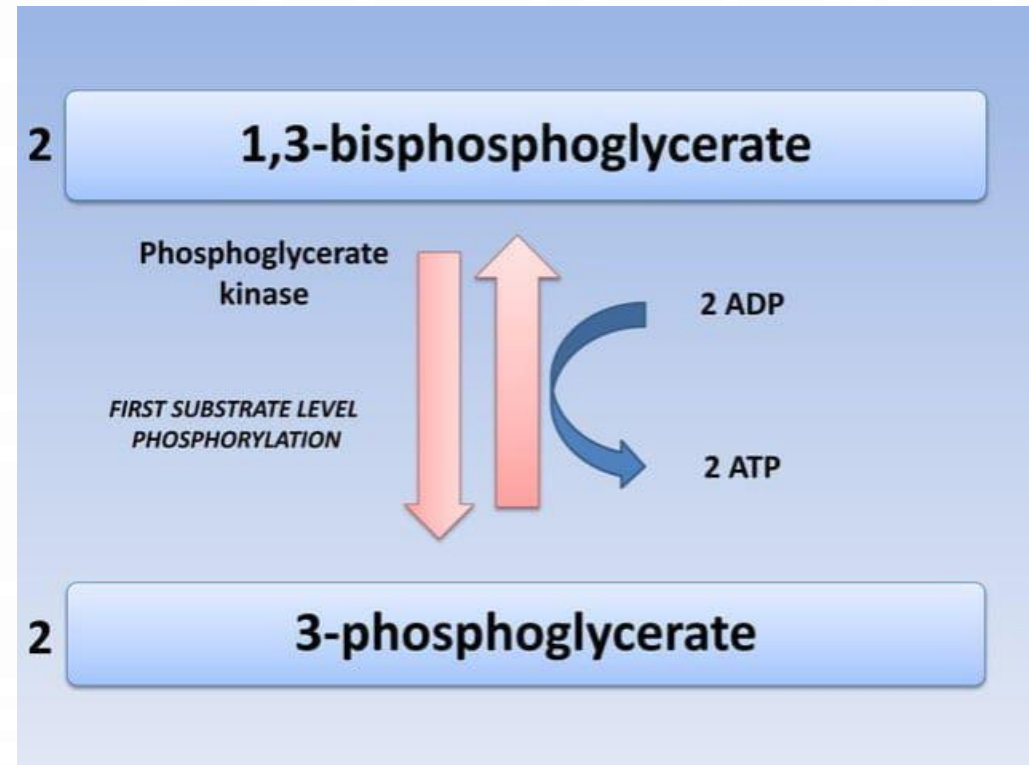 2 1,3-bisphosphoglycerate
Phosphoglycerate
kinase
2 ADP
FIRST SUBSTRATE LEVEL
PHOSPHORYLATION
2 ATP
2 3-phosphoglycerate